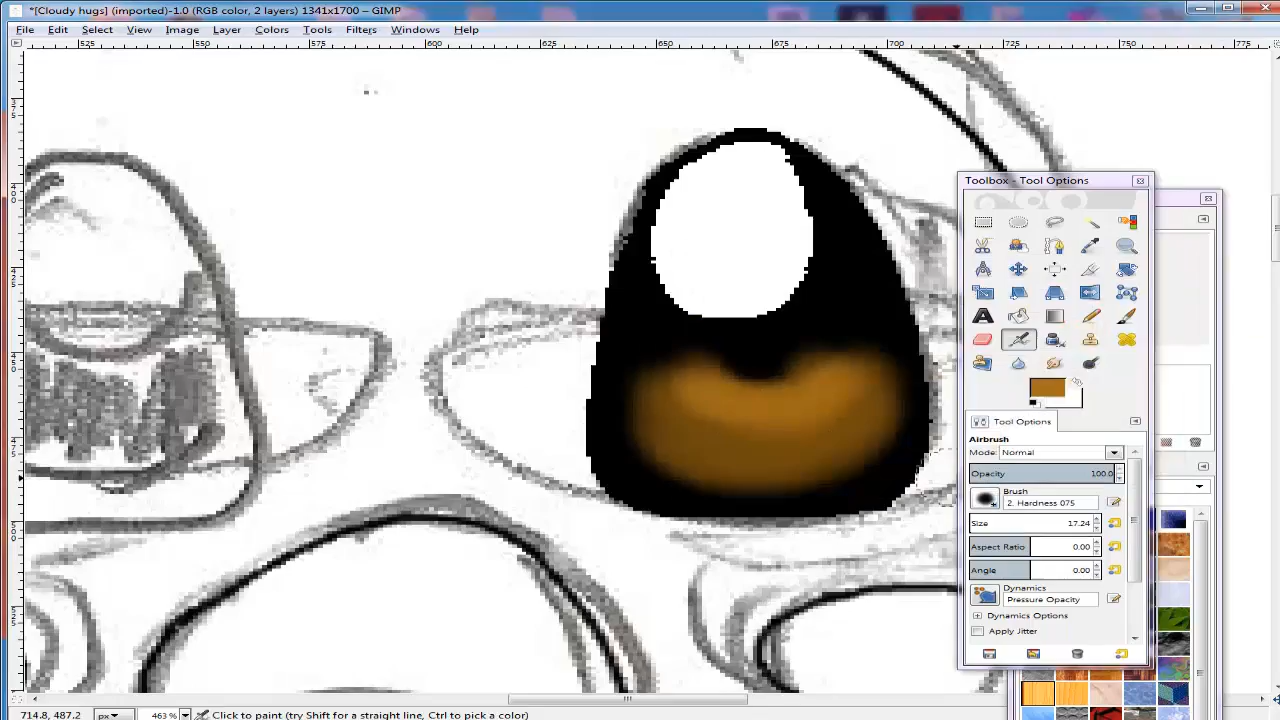 *[Cloudy hugs] (imported)-1.0 (RGB color, 2 layers) 1341x1700 – GIMP
File Edit Select View Image Layer Colors Tools Filters Windows Help
525 550 575 600 625 650 675 700 725 750 775
Toolbox - Tool Options
Tool Options
Airbrush
Mode: Normal
Opacity 100.0
Brush
2. Hardness 075
Size 17.24
Aspect Ratio 0.00
Angle 0.00
Dynamics
Pressure Opacity
Dynamics Options
Apply Jitter
714.8, 487.2 px 463 % Click to paint (try Shift for a straight line, Ctrl to pick a color)